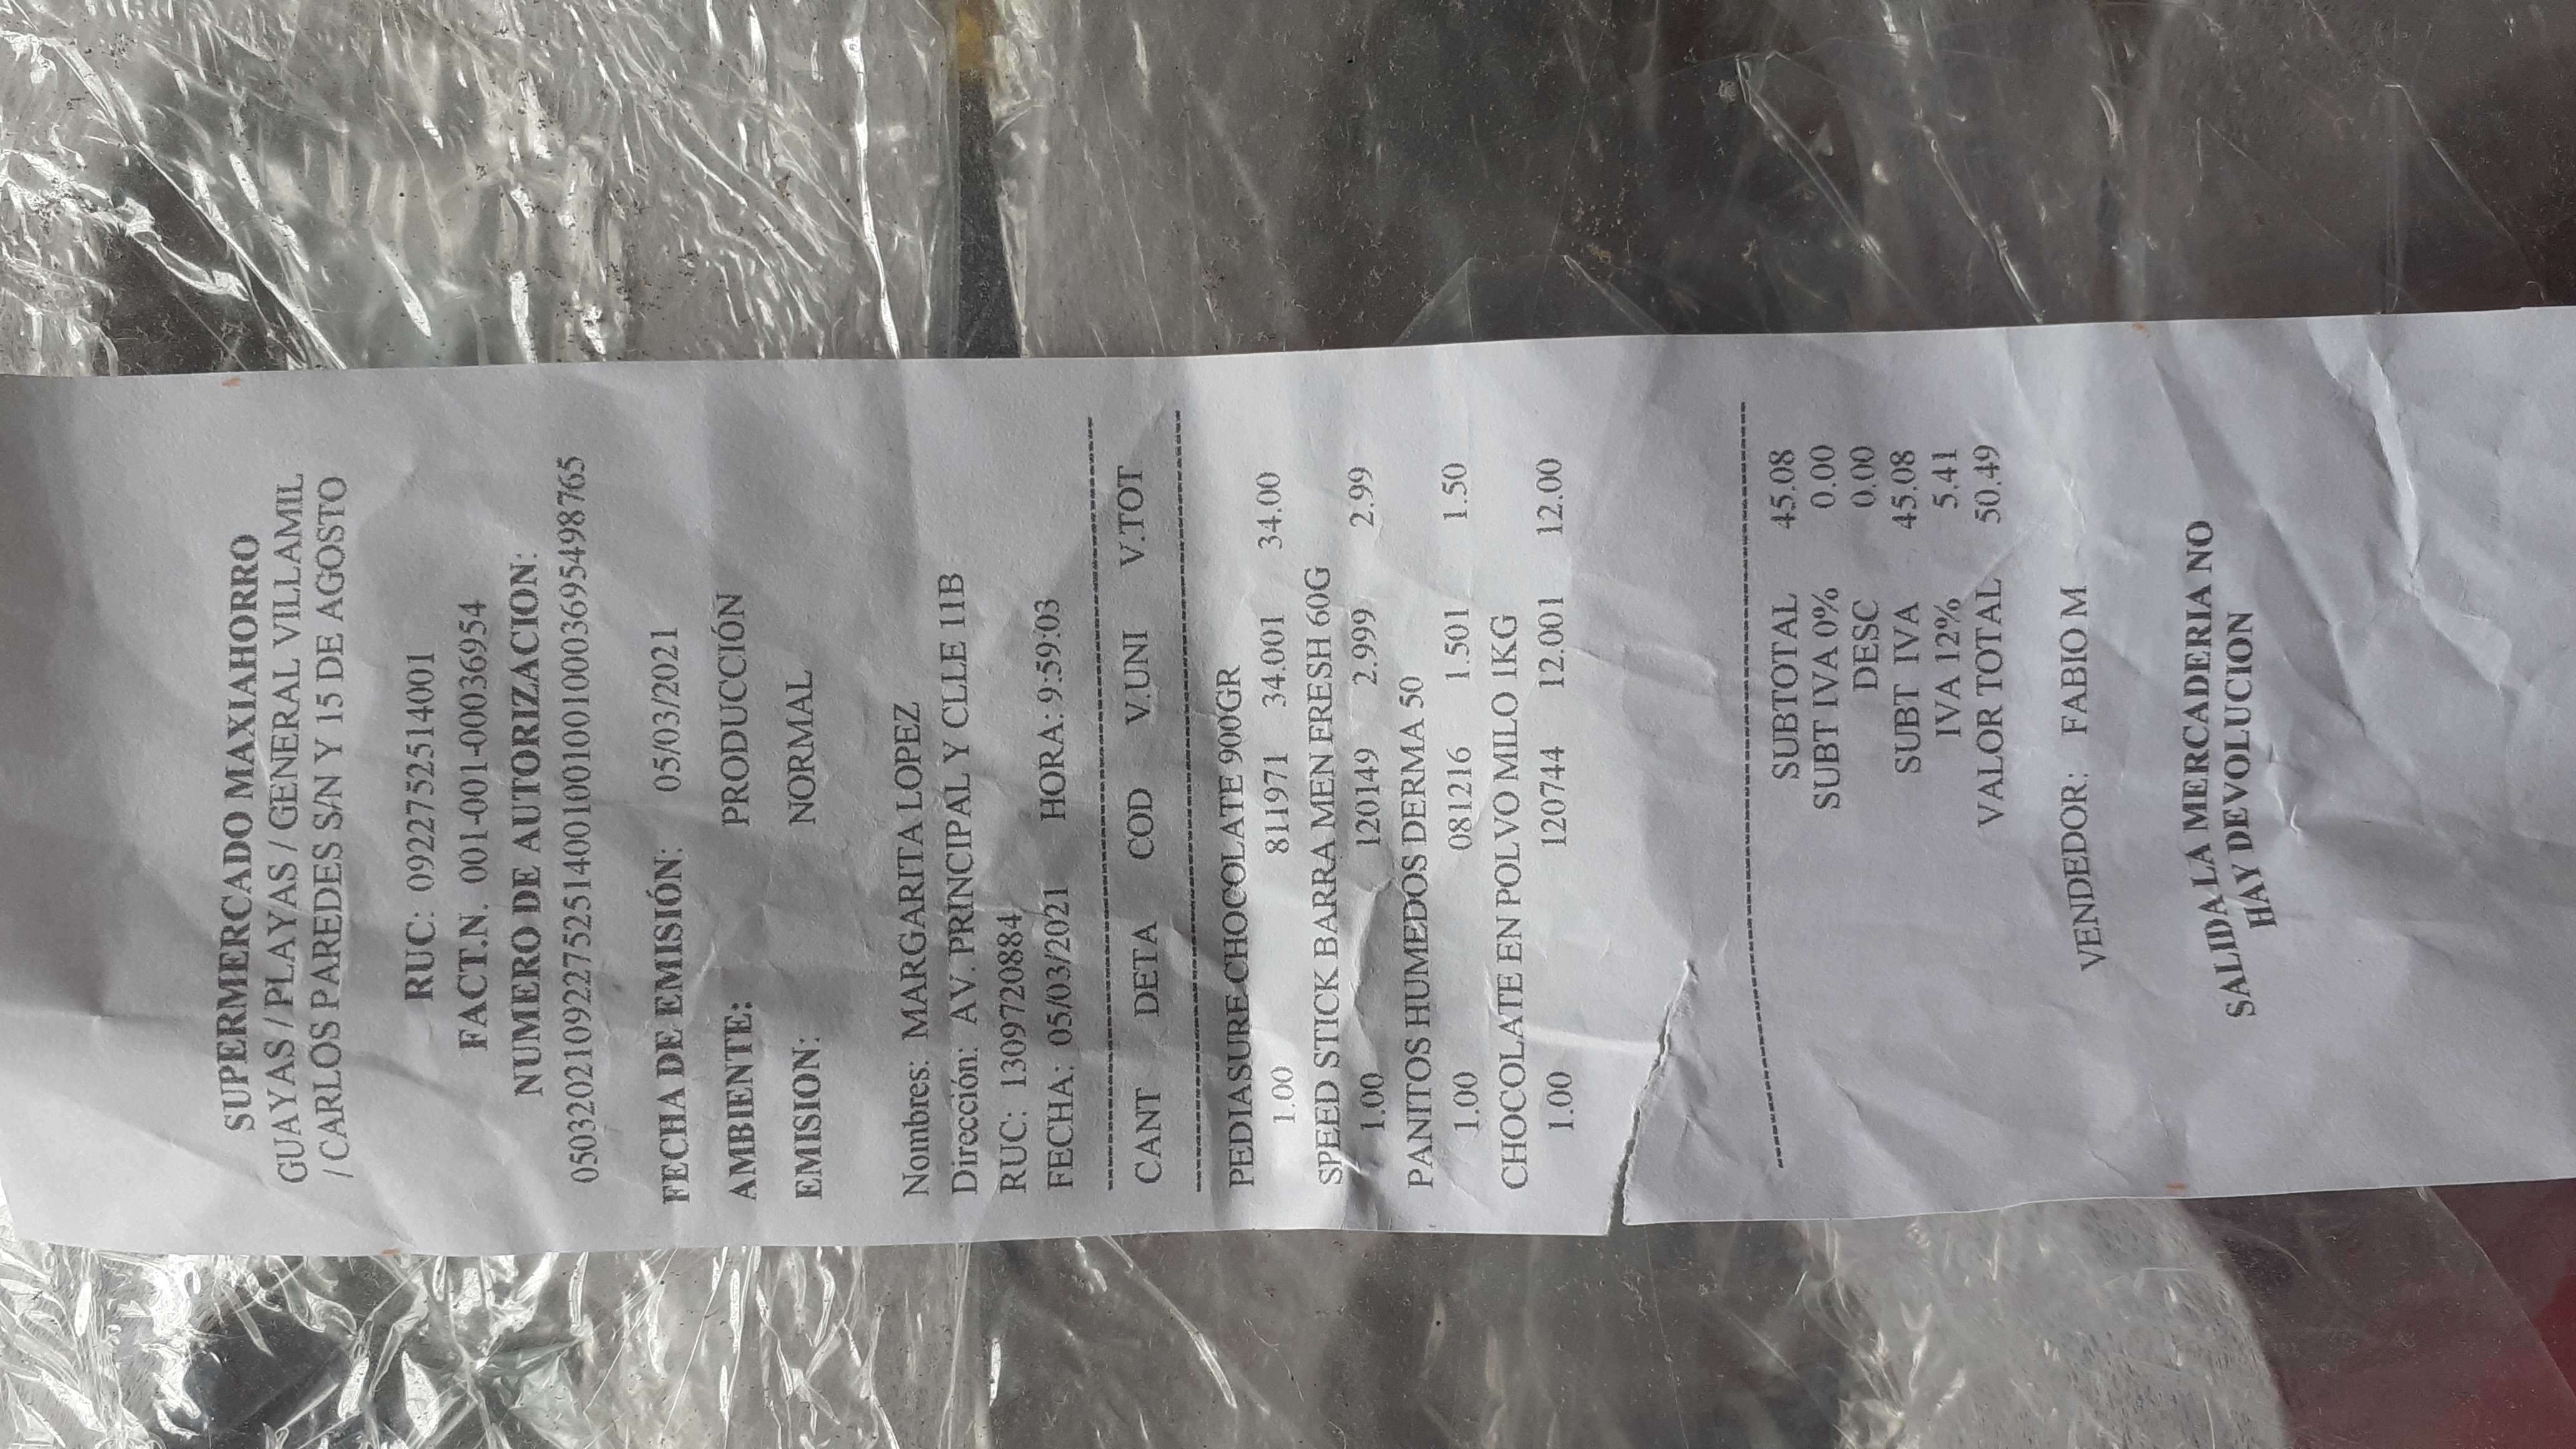 SUPERMERCADO MAXIAHORRO
GUAYAS / PLAYAS / GENERAL VILLAMIL
/ CARLOS PAREDES S/N Y 15 DE AGOSTO
RUC: 0922752514001
FACT.N. 001-001-00036954
NUMERO DE AUTORIZACION:
0503202109227525140010010010003695498765
FECHA DE EMISIÓN: 05/03/2021
AMBIENTE: PRODUCCIÓN
EMISION: NORMAL
Nombres: MARGARITA LOPEZ
Dirección: AV. PRINCIPAL Y CLLE 11B
RUC: 1309720884
FECHA: 05/03/2021 HORA: 9:59:03
CANT DETA COD V.UNI V.TOT
PEDIASURE CHOCOLATE 900GR
1.00 811971 34.001 34.00
SPEED STICK BARRA MEN FRESH 60G
1.00 120149 2.999 2.99
PANITOS HUMEDOS DERMA 50
1.00 081216 1.501 1.50
CHOCOLATE EN POLVO MILO 1KG
1.00 120744 12.001 12.00
SUBTOTAL 45.08
SUBT IVA 0% 0.00
DESC 0.00
SUBT IVA 45.08
IVA 12% 5.41
VALOR TOTAL 50.49
VENDEDOR: FABIO M
SALIDA LA MERCADERIA NO
HAY DEVOLUCION